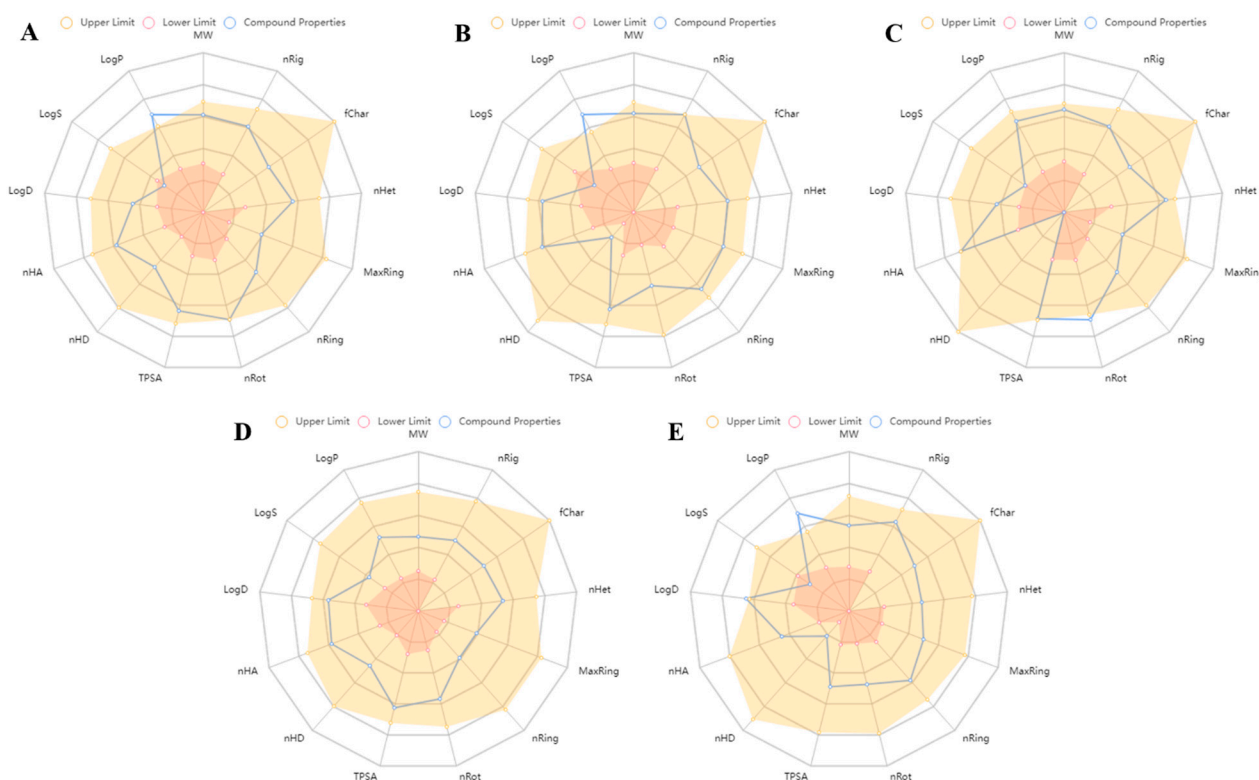 A
Upper Limit Lower Limit Compound Properties
MW
LogP
nRig
LogS
fChar
LogD
nHet
nHA
MaxRing
nHD
nRing
TPSA
nRot
B
Upper Limit Lower Limit Compound Properties
MW
LogP
nRig
LogS
fChar
LogD
nHet
nHA
MaxRing
nHD
nRing
TPSA
nRot
C
Upper Limit Lower Limit Compound Properties
MW
LogP
nRig
LogS
fChar
LogD
nHet
nHA
MaxRin
nHD
nRing
TPSA
nRot
D
Upper Limit Lower Limit Compound Properties
MW
LogP
nRig
LogS
fChar
LogD
nHet
nHA
MaxRing
nHD
nRing
TPSA
nRot
E
Upper Limit Lower Limit Compound Properties
MW
LogP
nRig
LogS
fChar
LogD
nHet
nHA
MaxRing
nHD
nRing
TPSA
nRot